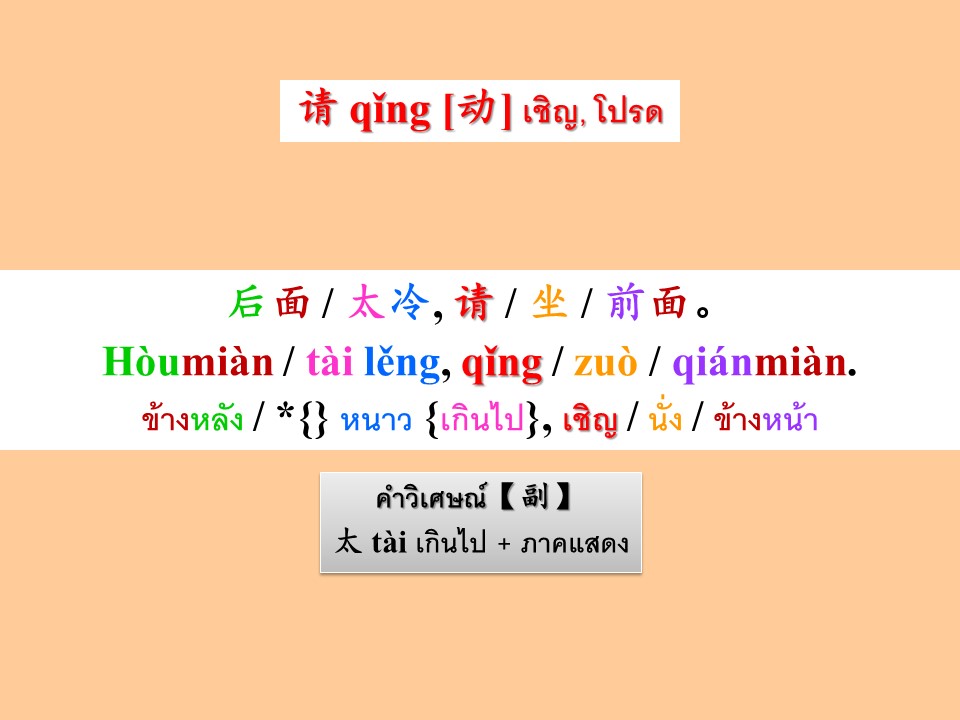 请 qǐng [动] เชิญ, โปรด
后面 / 太冷, 请 / 坐 / 前面。
Hòumiàn / tài lěng, qǐng / zuò / qiánmiàn.
ข้างหลัง / *{} หนาว {เกินไป}, เชิญ / นั่ง / ข้างหน้า
คำวิเศษณ์【副】
太 tài เกินไป + ภาคแสดง